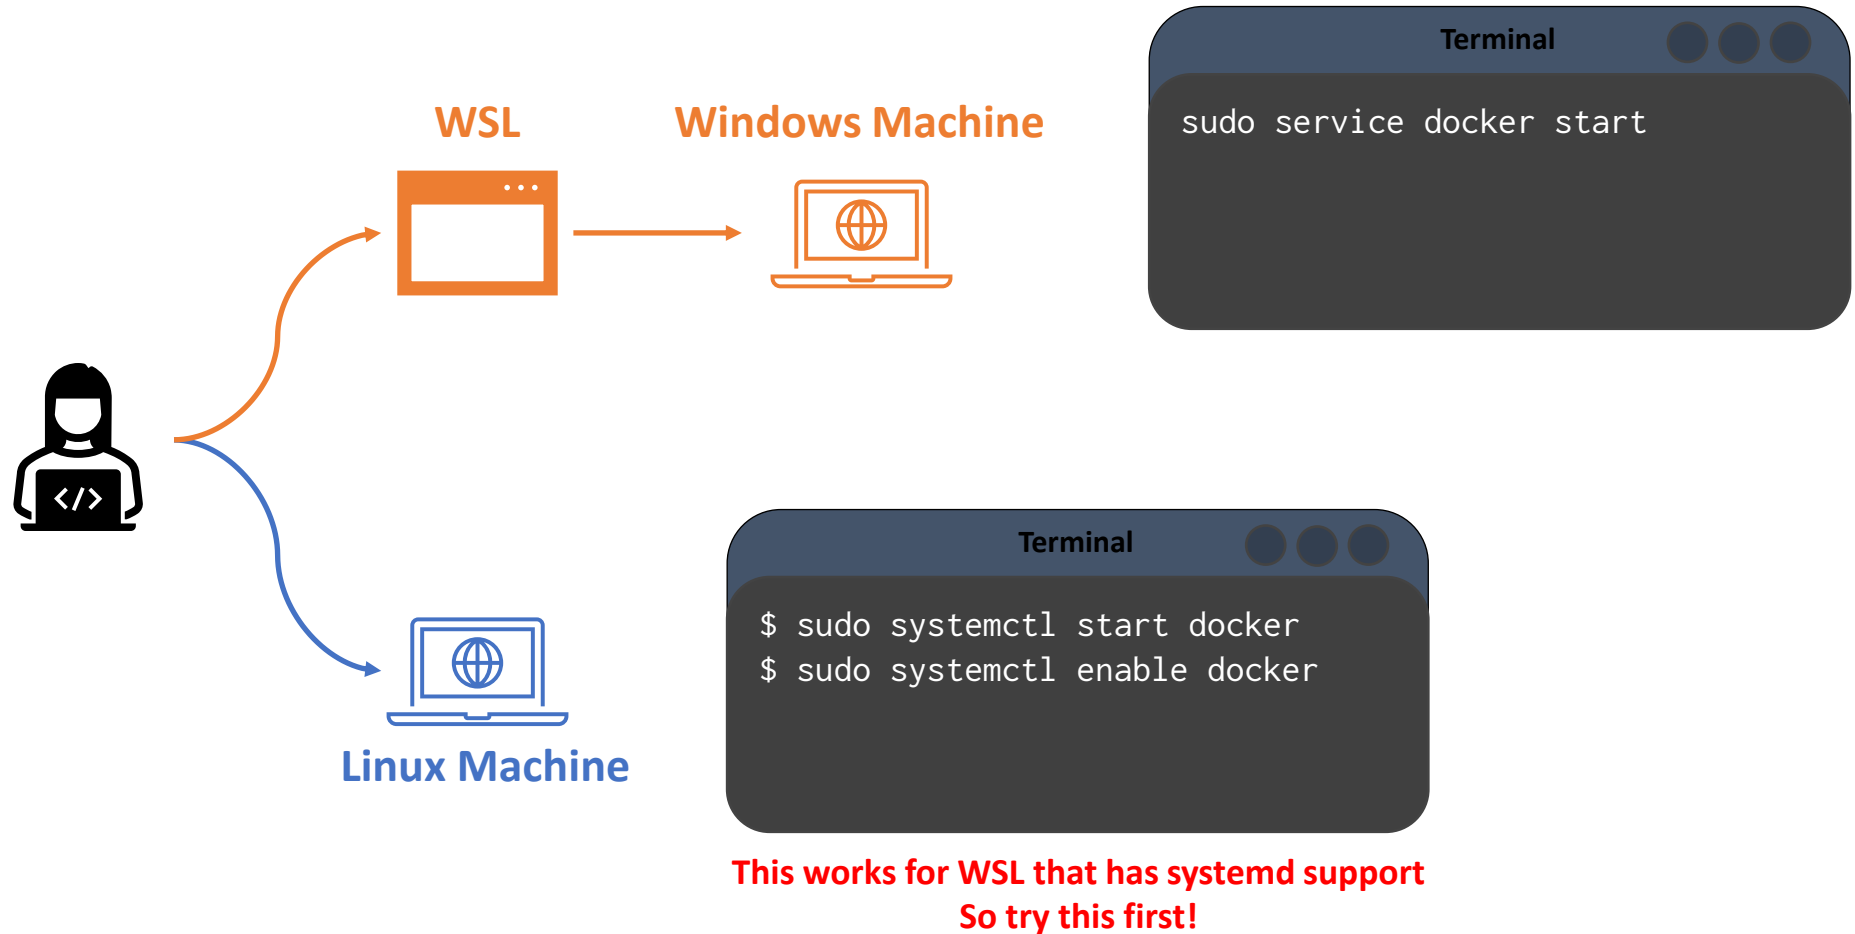 WSL
Windows Machine
Terminal
sudo service docker start
</>
Linux Machine
Terminal
$ sudo systemctl start docker
$ sudo systemctl enable docker
This works for WSL that has systemd support
So try this first!